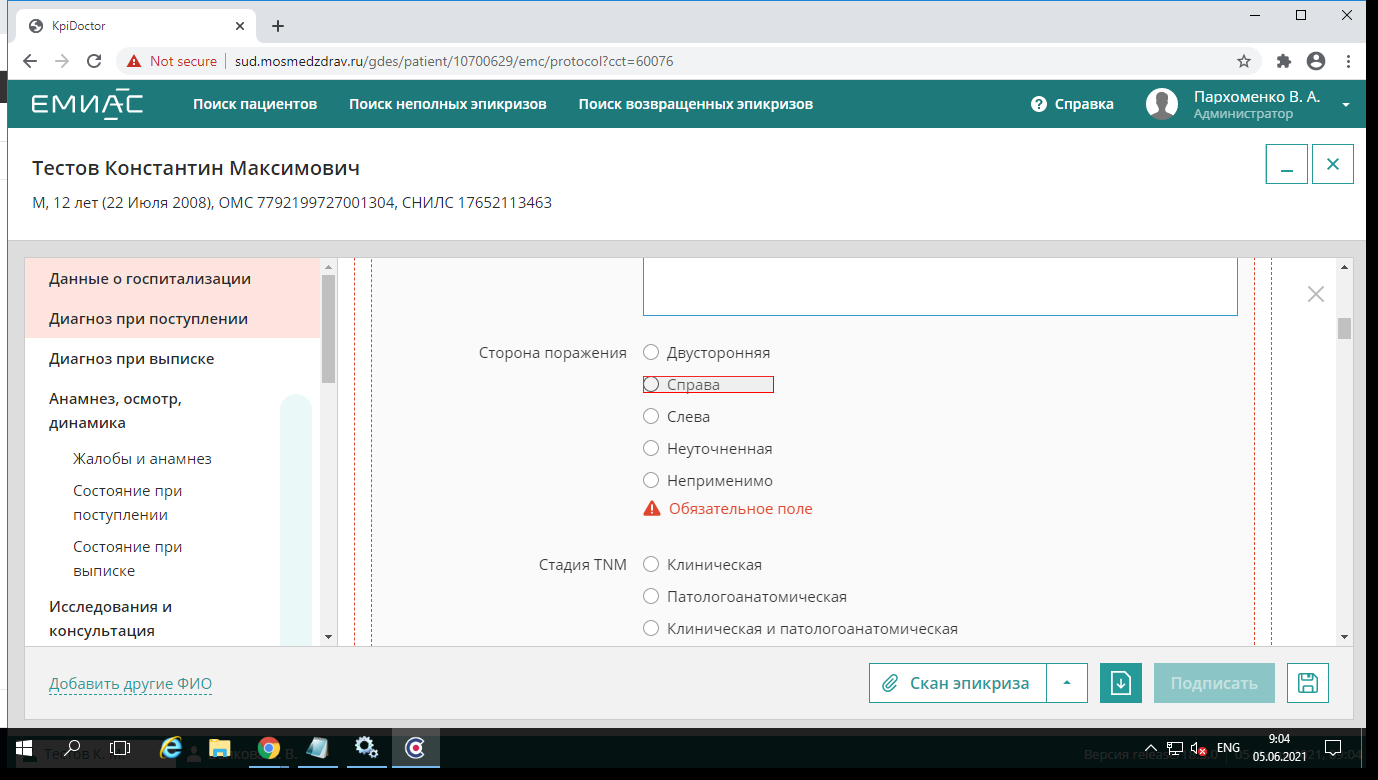 KpiDoctor
Not secure
sud.mosmedzdrav.ru/gdes/patient/10700629/emc/protocol?cct=60076
ЕМИАС
Поиск пациентов
Поиск неполных эпикризов
Поиск возвращенных эпикризов
? Справка
Пархоменко В. А.
Администратор
Тестов Константин Максимович
М, 12 лет (22 Июля 2008), ОМС 7792199727001304, СНИЛС 17652113463
Данные о госпитализации
Диагноз при поступлении
Диагноз при выписке
Анамнез, осмотр,
динамика
Жалобы и анамнез
Состояние при
поступлении
Состояние при
выписке
Исследования и
консультация
Сторона поражения
Двусторонняя
Справа
Слева
Неуточненная
Неприменимо
Обязательное поле
Стадия TNM
Клиническая
Патологоанатомическая
Клиническая и патологоанатомическая
Добавить другие ФИО
Скан эпикриза
Подписать
Тестов К. М.
Версия release
ENG
9:04
05.06.2021